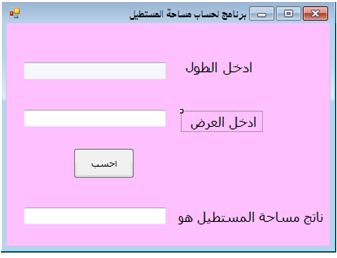 برنامج لحساب مساحة المستطيل
ادخل الطول
ادخل العرض
احسب
ناتج مساحة المستطيل هو